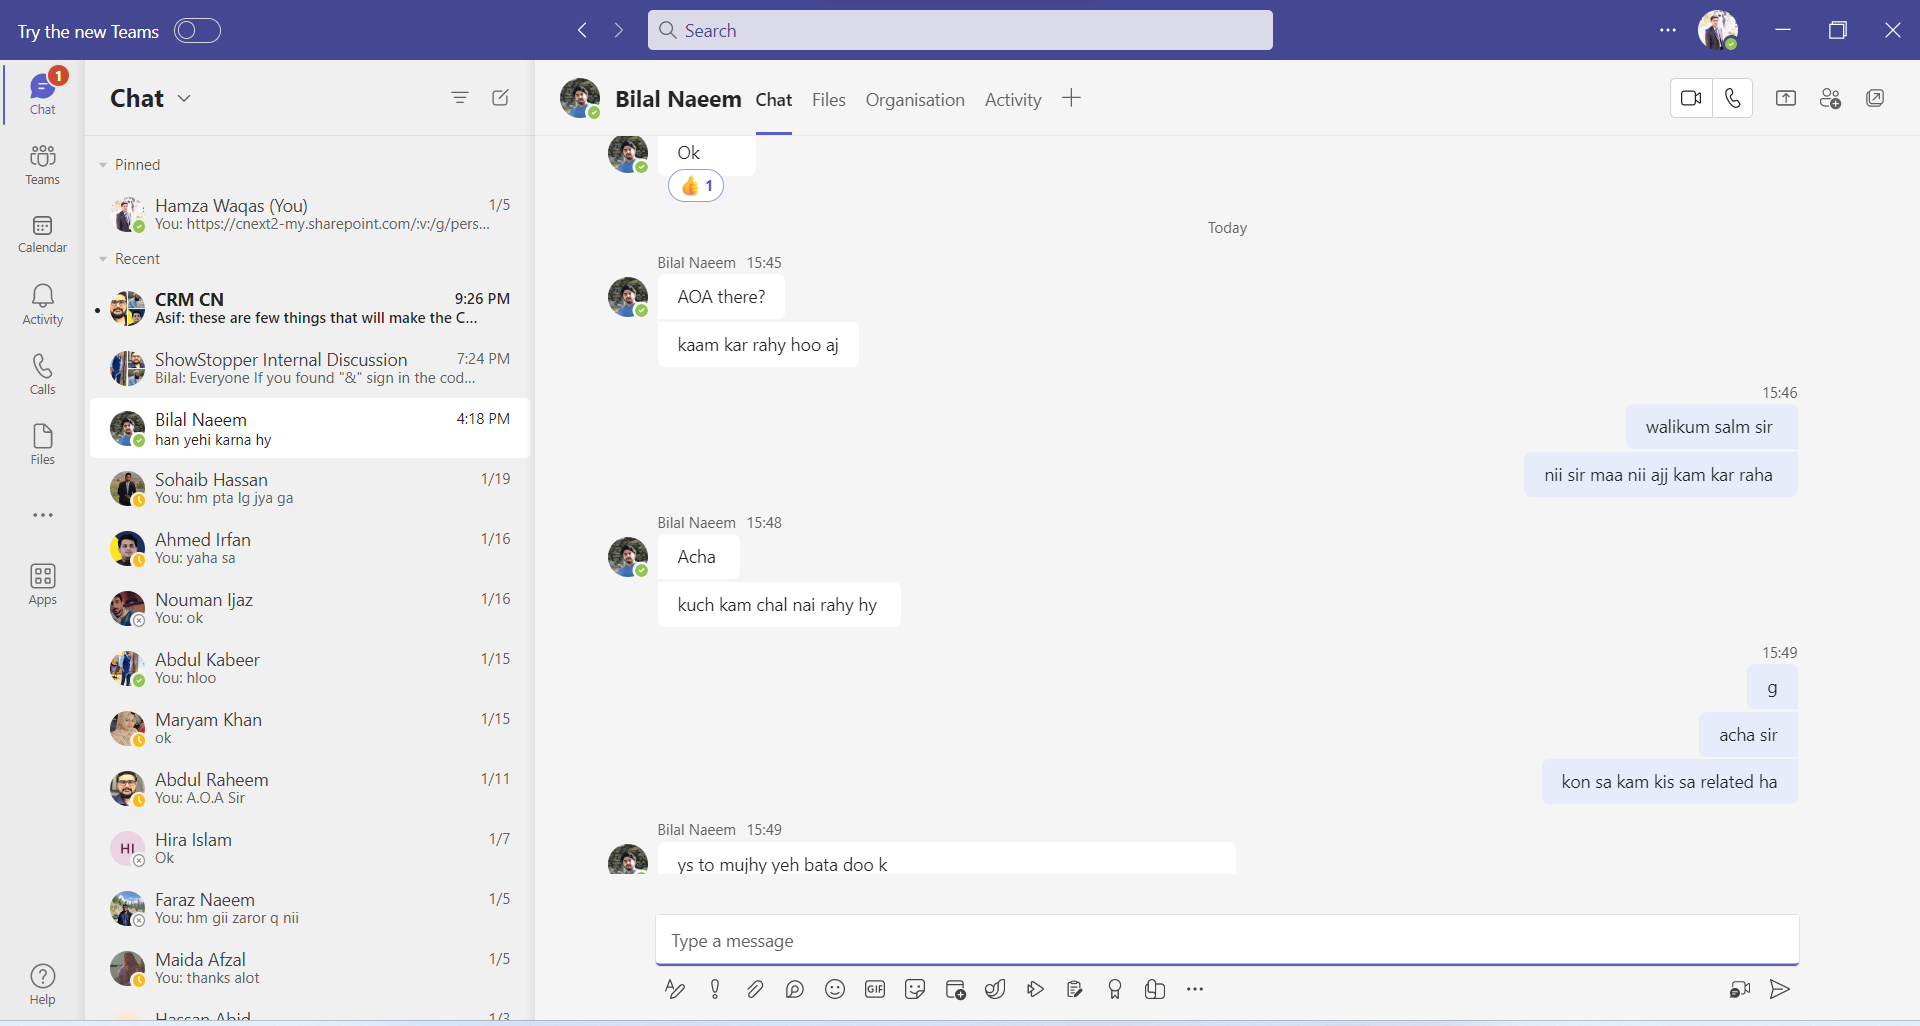 Try the new Teams
Search
1
Chat
Teams
Calendar
Activity
Calls
Files
Apps
Help
Chat
Pinned
Hamza Waqas (You) 1/5
You: https://cnext2-my.sharepoint.com/:v:/g/pers...
Recent
CRM CN 9:26 PM
Asif: these are few things that will make the C...
ShowStopper Internal Discussion 7:24 PM
Bilal: Everyone If you found "&" sign in the cod...
Bilal Naeem 4:18 PM
han yehi karna hy
Sohaib Hassan 1/19
You: hm pta lg jya ga
Ahmed Irfan 1/16
You: yaha sa
Nouman Ijaz 1/16
You: ok
Abdul Kabeer 1/15
You: hloo
Maryam Khan 1/15
ok
Abdul Raheem 1/11
You: A.O.A Sir
HI
Hira Islam 1/7
Ok
Faraz Naeem 1/5
You: hm gii zaror q nii
Maida Afzal 1/5
You: thanks alot
Hassan Abid 1/3
Bilal Naeem Chat Files Organisation Activity
Ok
1
Today
Bilal Naeem 15:45
AOA there?
kaam kar rahy hoo aj
15:46
walikum salm sir
nii sir maa nii ajj kam kar raha
Bilal Naeem 15:48
Acha
kuch kam chal nai rahy hy
15:49
g
acha sir
kon sa kam kis sa related ha
Bilal Naeem 15:49
ys to mujhy yeh bata doo k
Type a message
GIF